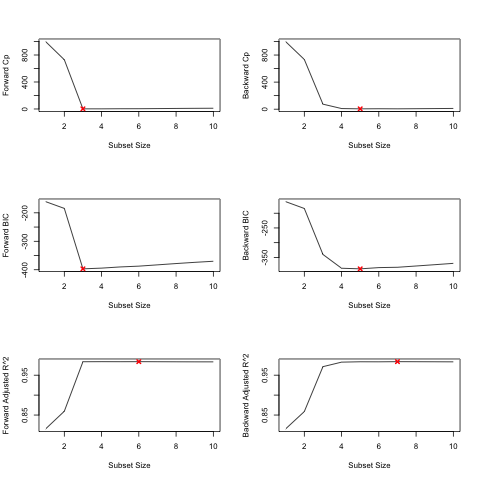 Forward Cp
0 400 800
2 4 6 8 10
Subset Size
Backward Cp
0 400 800
2 4 6 8 10
Subset Size
Forward BIC
-400 -300 -200
2 4 6 8 10
Subset Size
Backward BIC
-350 -250
2 4 6 8 10
Subset Size
Forward Adjusted R^2
0.85 0.95
2 4 6 8 10
Subset Size
Backward Adjusted R^2
0.85 0.95
2 4 6 8 10
Subset Size